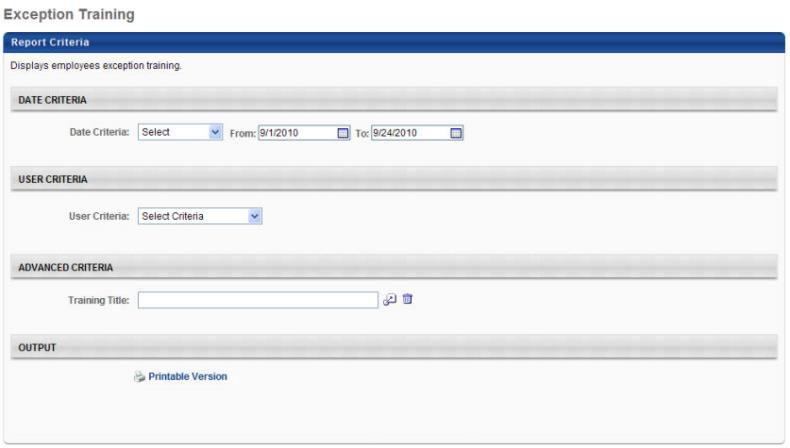 Exception Training
Report Criteria
Displays employees exception training.
DATE CRITERIA
Date Criteria: Select From: 9/1/2010 To: 9/24/2010
USER CRITERIA
User Criteria: Select Criteria
ADVANCED CRITERIA
Training Title:
OUTPUT
Printable Version